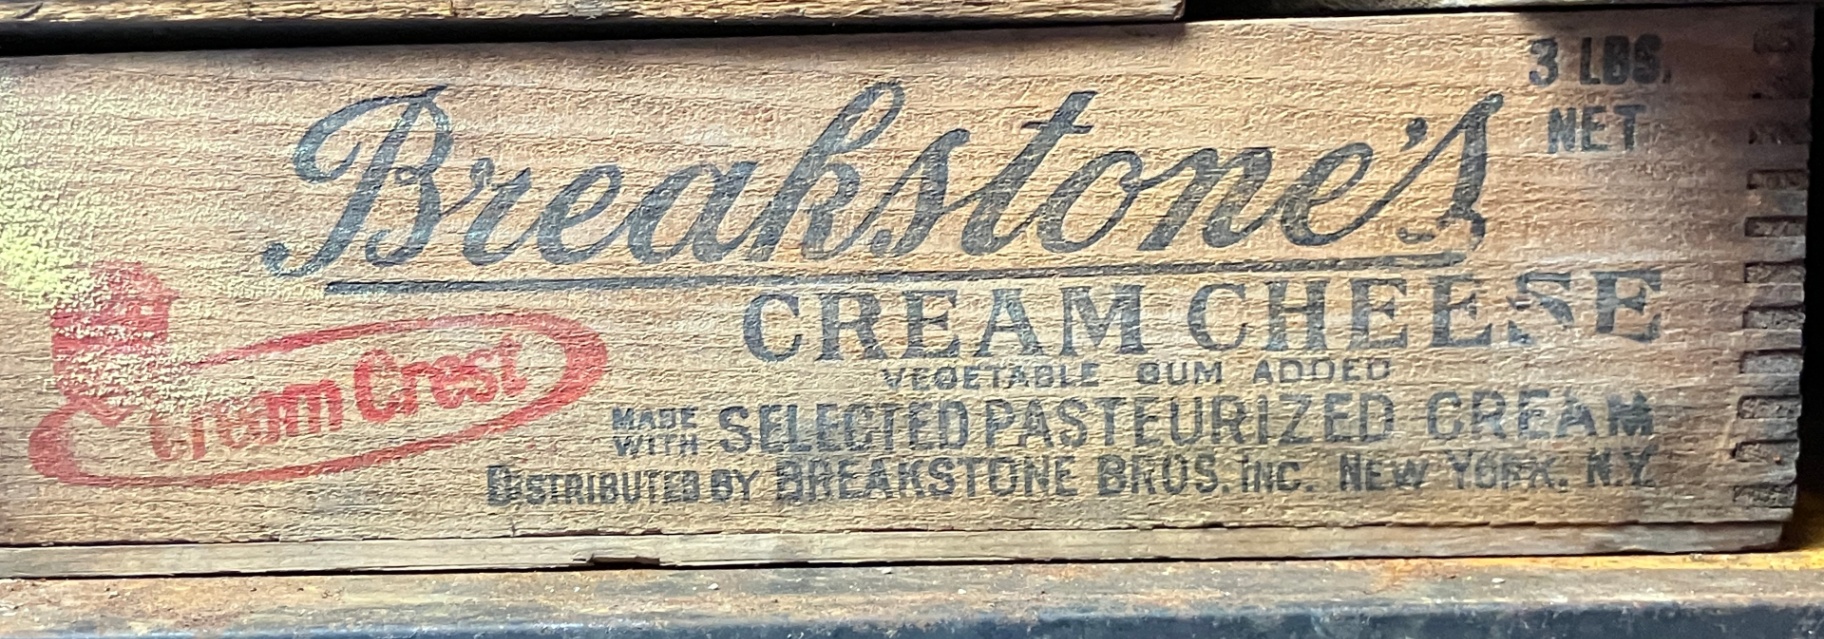 Breakstone's
3 LBS.
NET
CREAM CHEESE
VEGETABLE GUM ADDED
Cream Crest
MADE
WITH SELECTED PASTEURIZED CREAM
DISTRIBUTED BY BREAKSTONE BROS. INC. NEW YORK, N.Y.